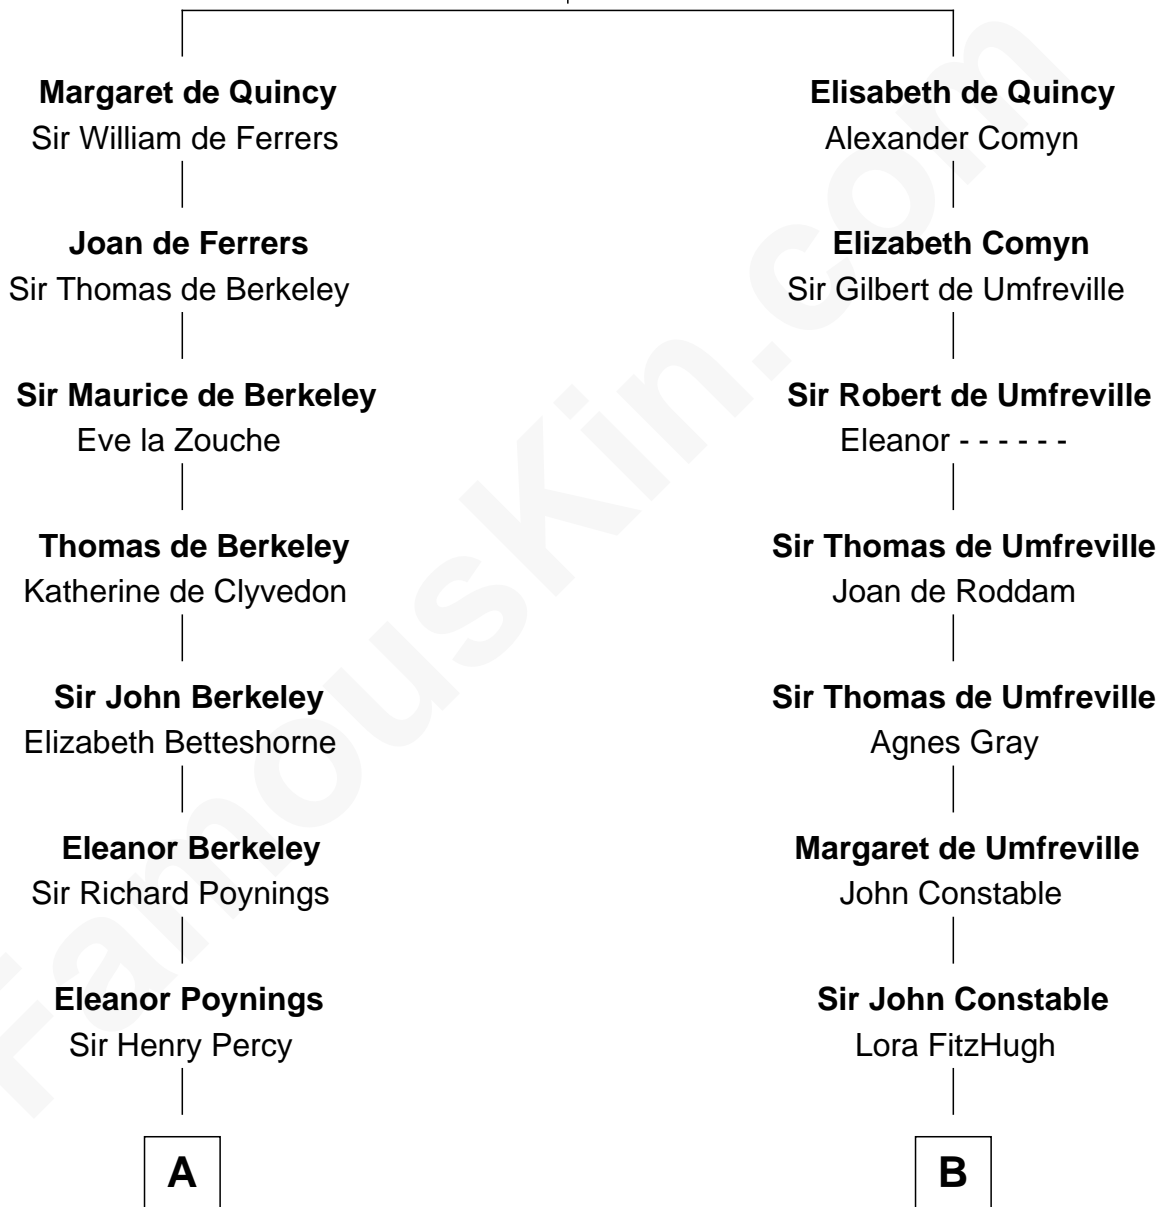 Margaret de Quincy
Sir William de Ferrers
Elisabeth de Quincy
Alexander Comyn
Joan de Ferrers
Sir Thomas de Berkeley
Elizabeth Comyn
Sir Gilbert de Umfreville
Sir Maurice de Berkeley
Eve la Zouche
Sir Robert de Umfreville
Eleanor - - - - - -
Thomas de Berkeley
Katherine de Clyvedon
Sir Thomas de Umfreville
Joan de Roddam
Sir John Berkeley
Elizabeth Betteshorne
Sir Thomas de Umfreville
Agnes Gray
Eleanor Berkeley
Sir Richard Poynings
Margaret de Umfreville
John Constable
Eleanor Poynings
Sir Henry Percy
Sir John Constable
Lora FitzHugh
A
B
FamousKin.com